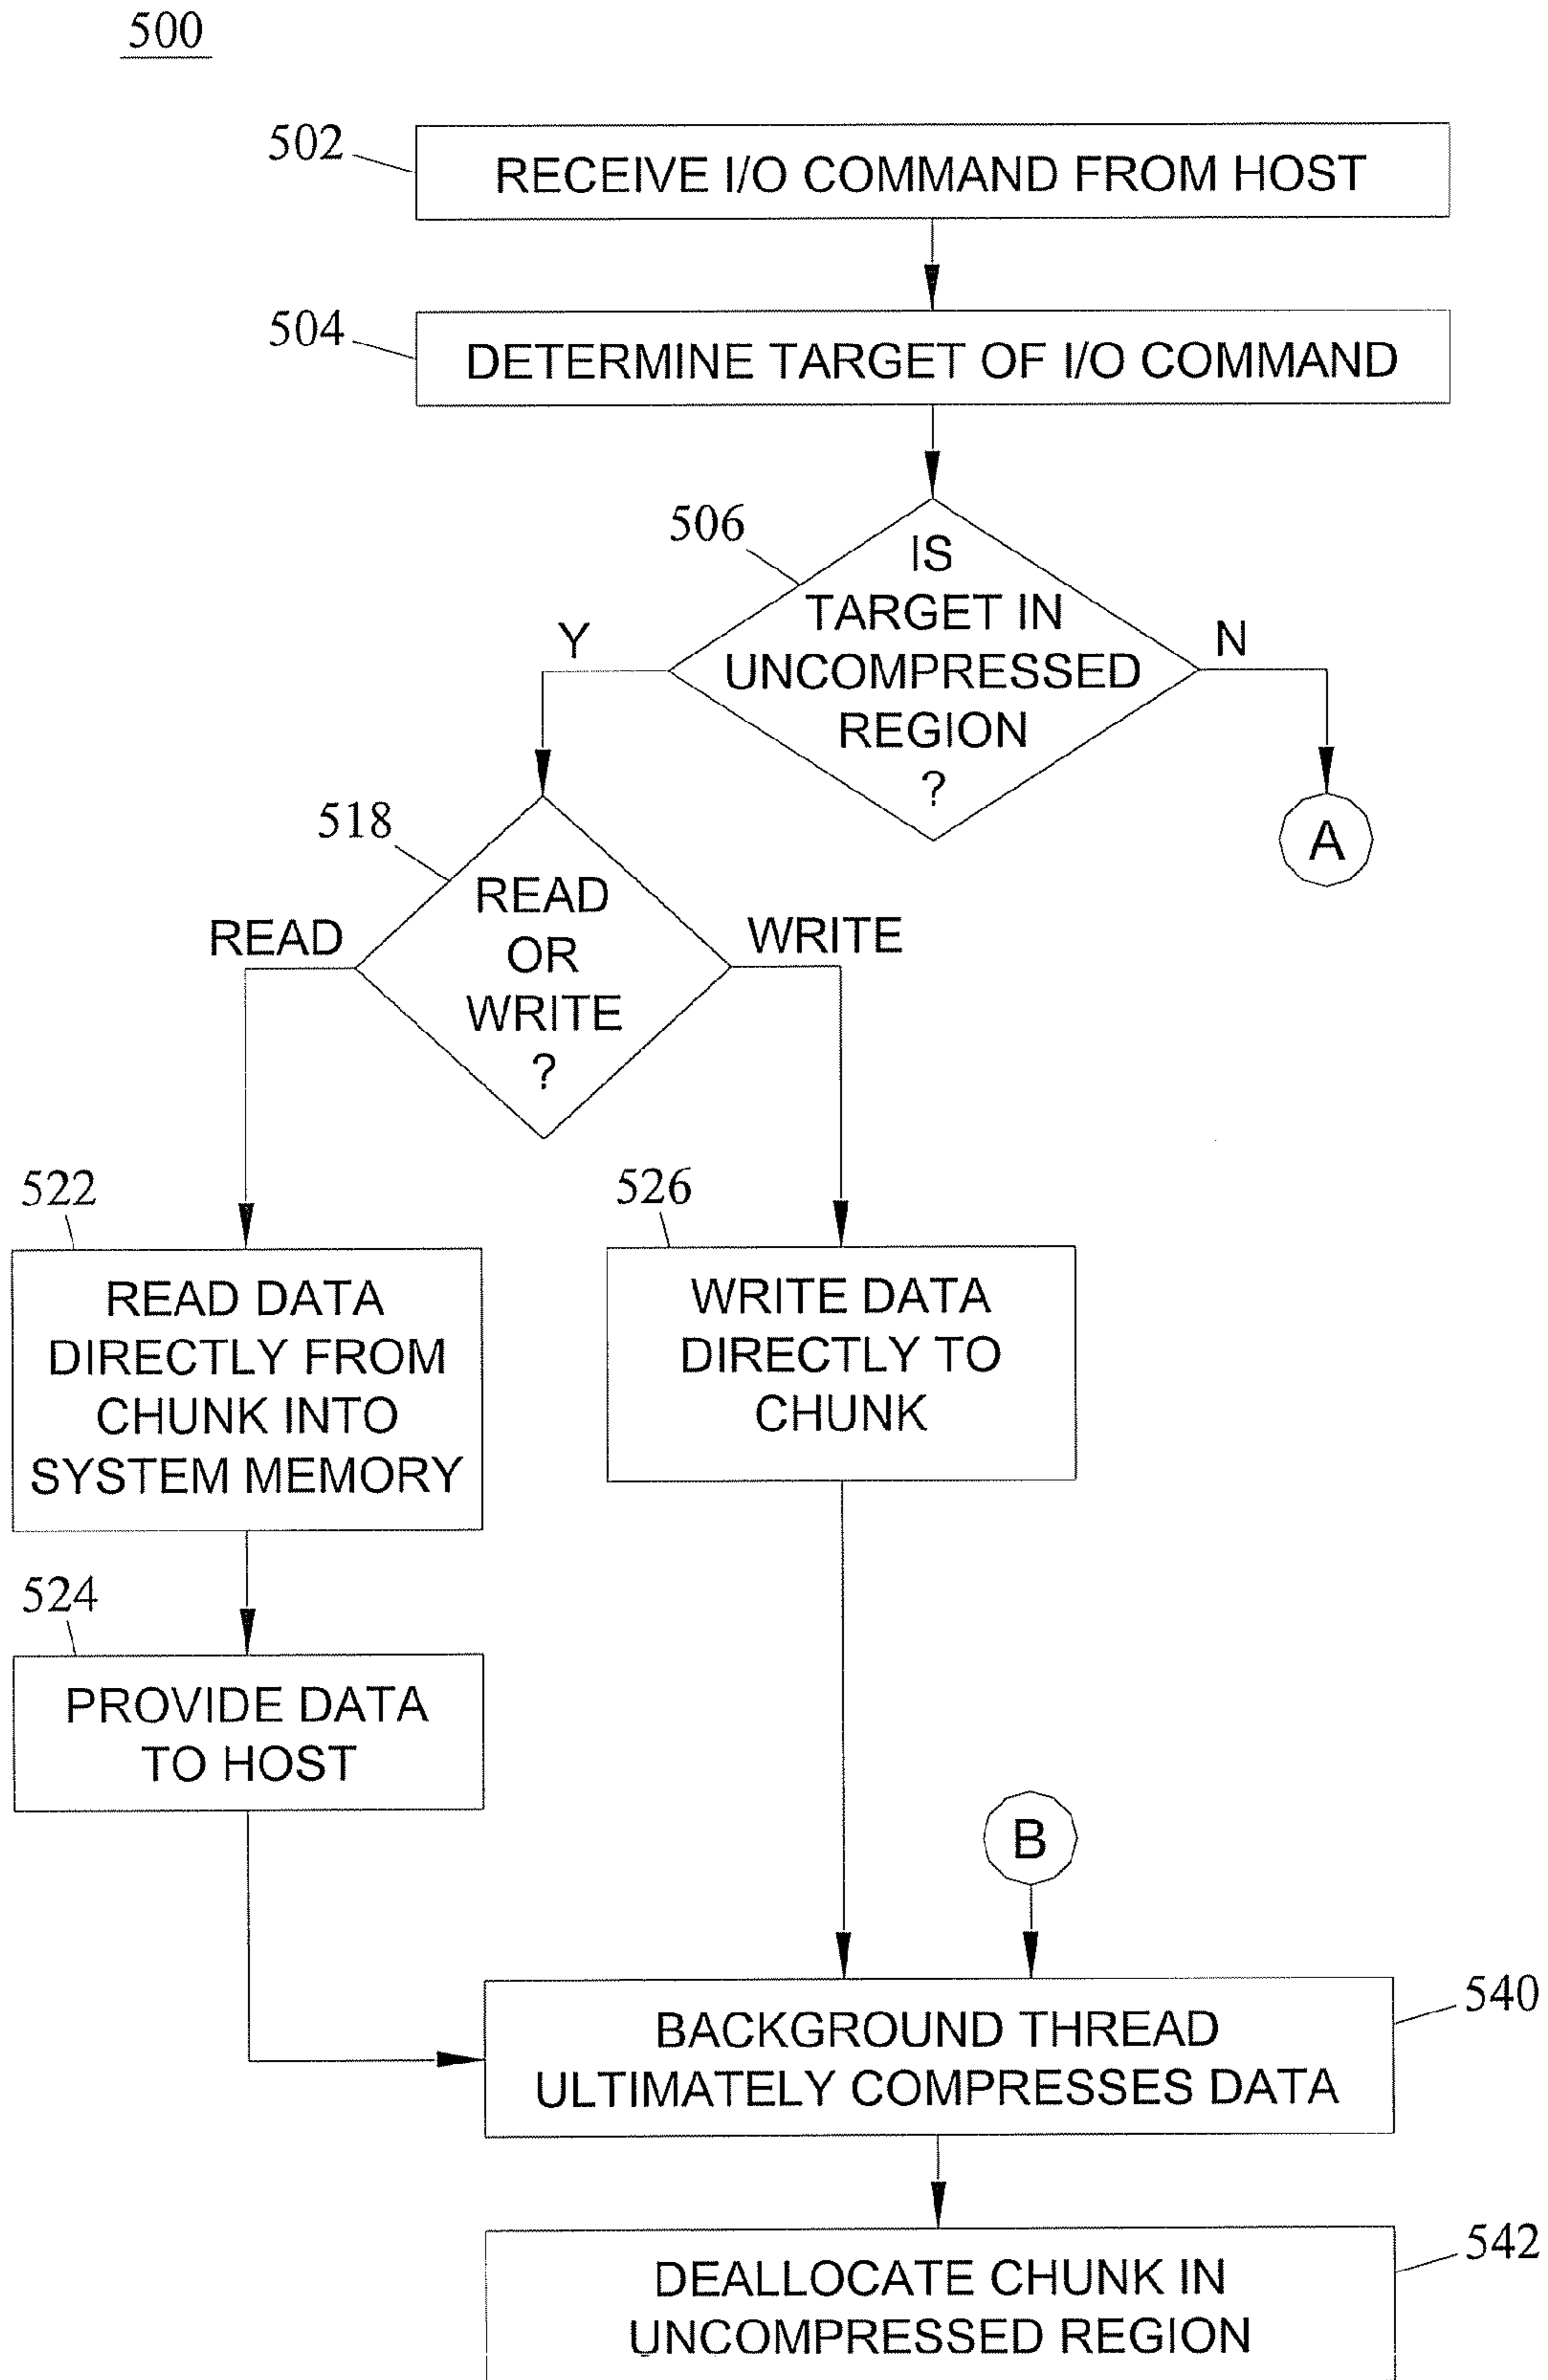 500
502
RECEIVE I/O COMMAND FROM HOST
504
DETERMINE TARGET OF I/O COMMAND
506
IS
TARGET IN
UNCOMPRESSED
REGION
?
Y
N
A
518
READ
OR
WRITE
?
READ
WRITE
522
READ DATA
DIRECTLY FROM
CHUNK INTO
SYSTEM MEMORY
526
WRITE DATA
DIRECTLY TO
CHUNK
524
PROVIDE DATA
TO HOST
B
540
BACKGROUND THREAD
ULTIMATELY COMPRESSES DATA
542
DEALLOCATE CHUNK IN
UNCOMPRESSED REGION